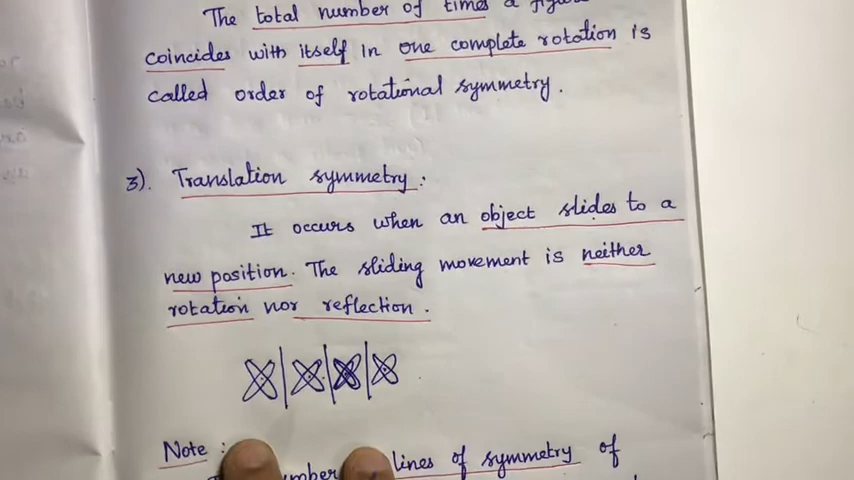 The total number of times a
coincides with itself in one complete rotation is
called order of rotational symmetry.
3). Translation symmetry:
It occurs when an object slides to a
new position. The sliding movement is neither
rotation nor reflection.
Note :
lines of symmetry of